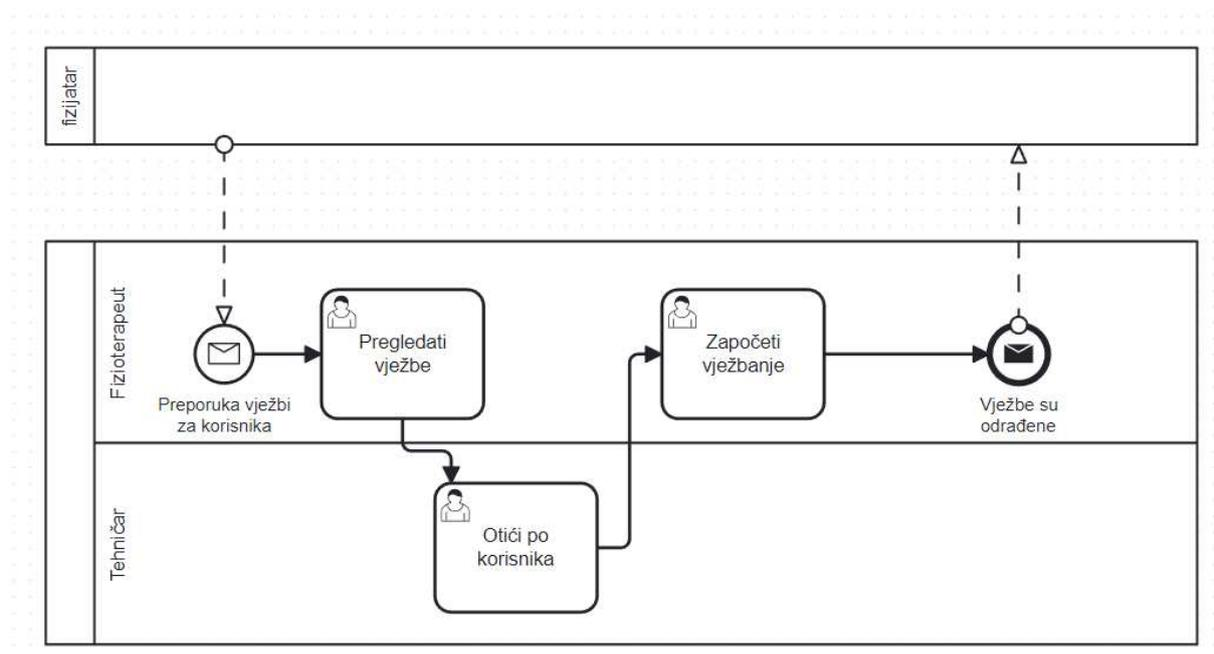 fizijatar
Fizioterapeut
Preporuka vježbi
za korisnika
Pregledati
vježbe
Započeti
vježbanje
Vježbe su
odrađene
Tehničar
Otići po
korisnika